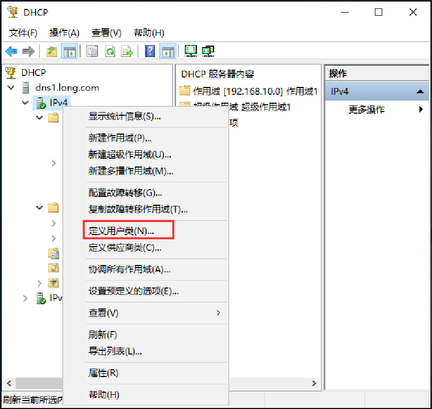 DHCP
文件(F) 操作(A) 查看(V) 帮助(H)
DHCP
dns1.long.com
IPv4
显示统计信息(S)...
新建作用域(P)...
新建超级作用域(U)...
新建多播作用域(M)...
配置故障转移(G)...
复制故障转移作用域(T)...
定义用户类(N)...
定义供应商类(C)...
协调所有作用域(A)...
设置预定义的选项(E)...
查看(V)
刷新(F)
导出列表(L)...
属性(R)
帮助(H)
IPv
刷新当前所选内
DHCP 服务器内容
作用域 [192.168.10.0] 作用域1
超级作用域 超级作用域1
项
操作
IPv4
更多操作